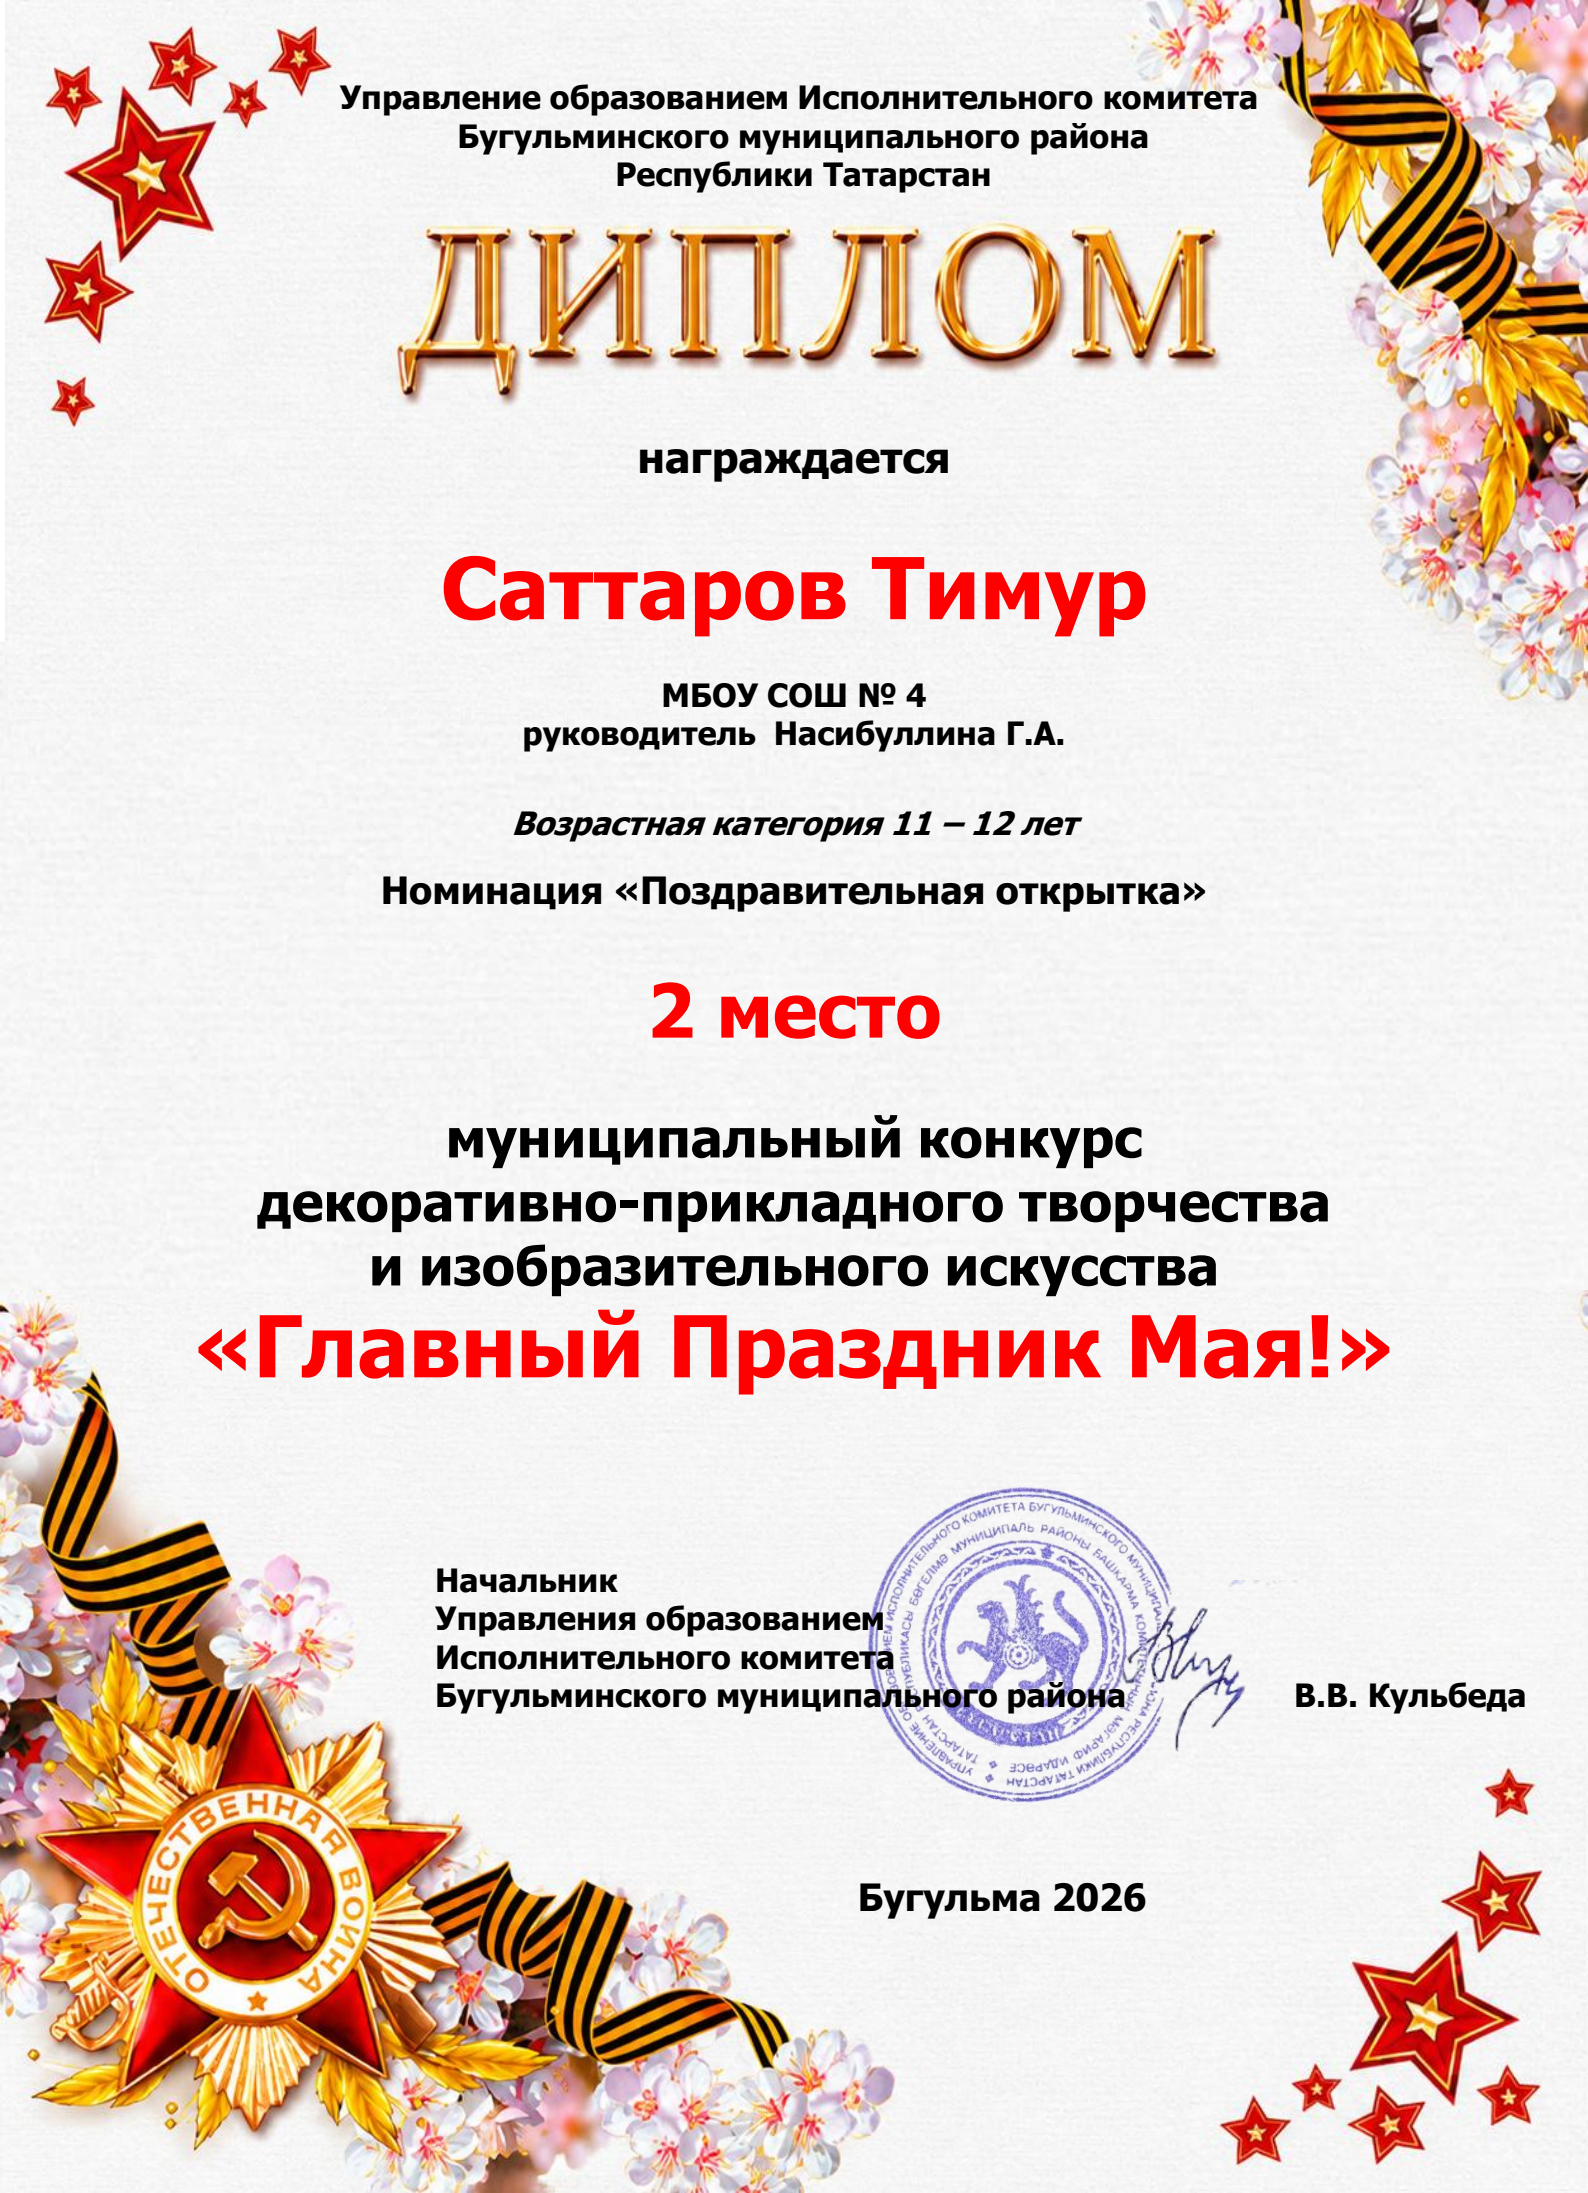 Управление образованием Исполнительного комитета
Бугульминского муниципального района
Республики Татарстан
ДИПЛОМ
награждается
Саттаров Тимур
МБОУ СОШ № 4
руководитель  Насибуллина Г.А.
Возрастная категория 11 – 12 лет
Номинация «Поздравительная открытка»
2 место
муниципальный конкурс
декоративно-прикладного творчества
и изобразительного искусства
«Главный Праздник Мая!»
Начальник
Управления образованием
Исполнительного комитета
Бугульминского муниципального района
В.В. Кульбеда
ОТЕЧЕСТВЕННАЯ ВОЙНА
Бугульма 2026